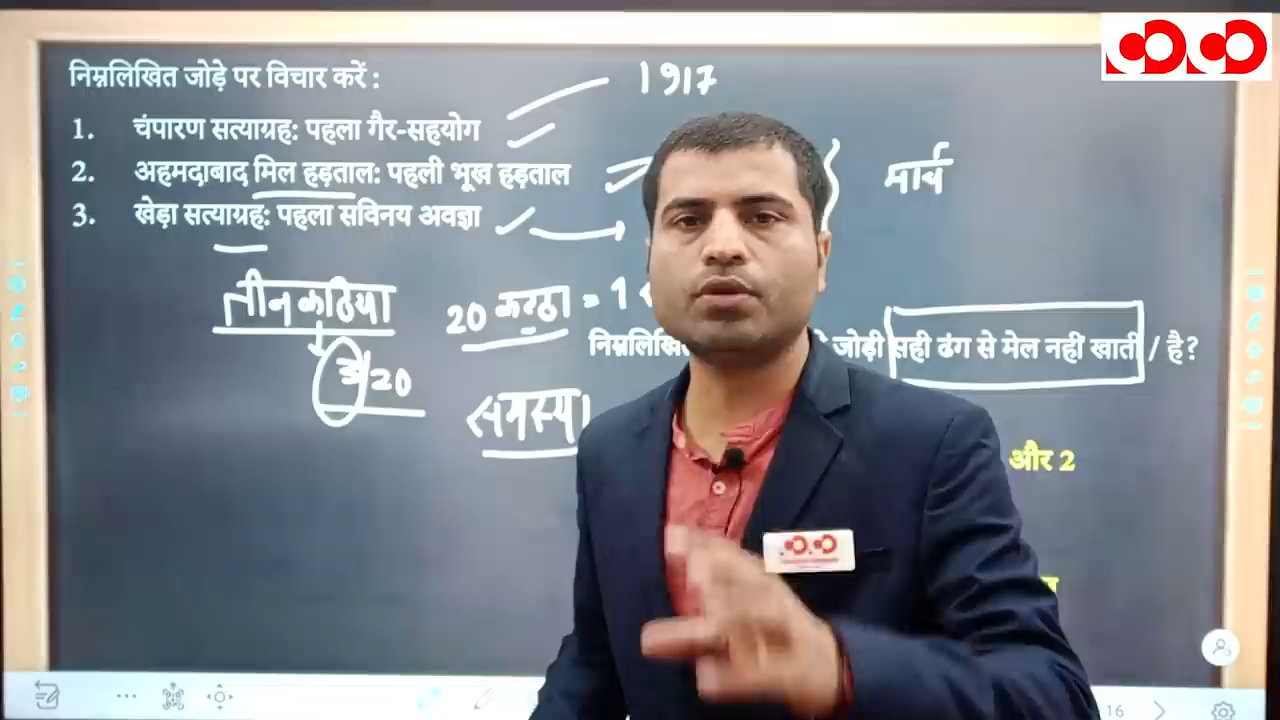 निम्नलिखित जोड़े पर विचार करें :
1917
1. चंपारण सत्याग्रह: पहला गैर-सहयोग
2. अहमदाबाद मिल हड़ताल: पहली भूख हड़ताल
मार्च
3. खेड़ा सत्याग्रह: पहला सविनय अवज्ञा
तीन कठिया
20 कट्ठा = 1
जोड़ी सही ढंग से मेल नहीं खाती / है?
3/20
समस्या
और 2
16